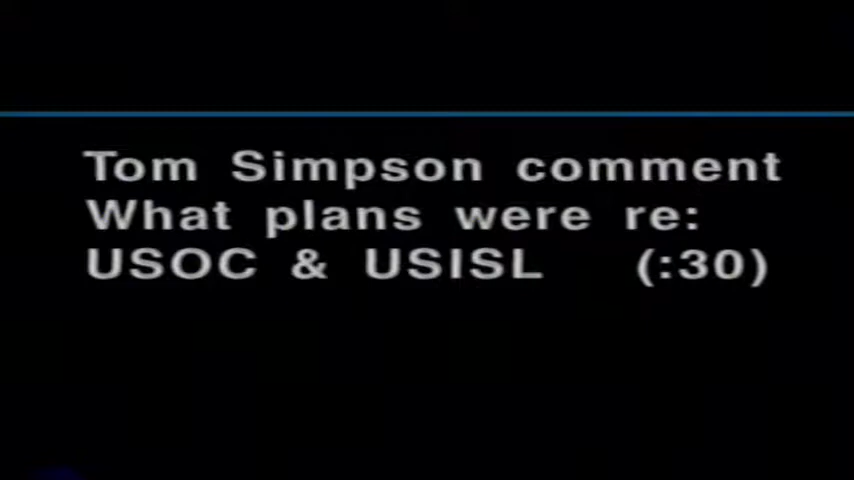 Tom Simpson comment
What plans were re:
USOC & USISL (:30)